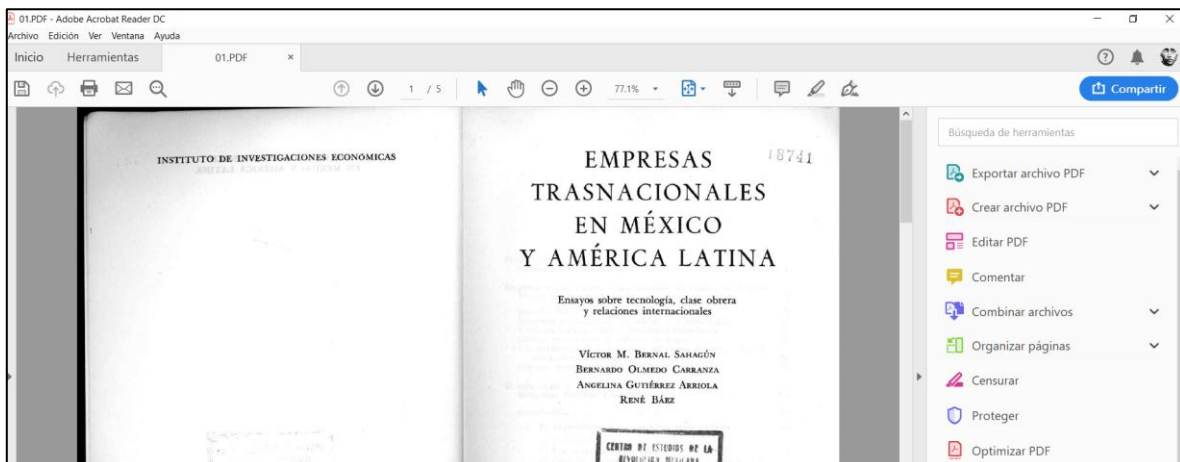 01.PDF - Adobe Acrobat Reader DC
Archivo Edición Ver Ventana Ayuda
Inicio Herramientas 01.PDF ×
1 / 5 77.1% Compartir
INSTITUTO DE INVESTIGACIONES ECONÓMICAS
18741
EMPRESAS
TRASNACIONALES
EN MÉXICO
Y AMÉRICA LATINA
Ensayos sobre tecnología, clase obrera
y relaciones internacionales
Víctor M. Bernal Sahagún
Bernardo Olmedo Carranza
Angelina Gutiérrez Arriola
René Báez
CENTRO DE ESTUDIOS DE LA
REVOLUCION MEXICANA
Búsqueda de herramientas
Exportar archivo PDF
Crear archivo PDF
Editar PDF
Comentar
Combinar archivos
Organizar páginas
Censurar
Proteger
Optimizar PDF